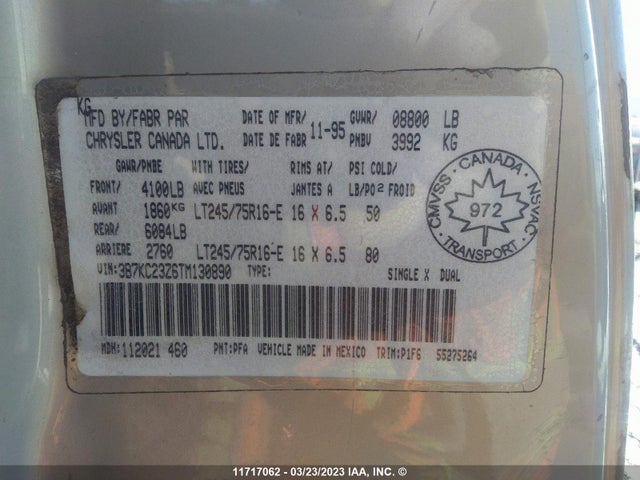 KG
MFD BY/FABR PAR DATE OF MFR/ 11-95 GVWR/ 08800 LB
CHRYSLER CANADA LTD. DATE DE FABR PNBV 3992 KG
GAWR/PNBE WITH TIRES/ RIMS AT/ PSI COLD/
FRONT/ 4100LB AVEC PNEUS JANTES A LB/PO2 FROID
AVANT 1860KG LT245/75R16-E 16 X 6.5 50
REAR/ 6084LB
ARRIERE 2760 LT245/75R16-E 16 X 6.5 80
VIN:3B7KC23Z6TM130890 TYPE: SINGLE X DUAL
MDH:112021 460 PNT:PFA VEHICLE MADE IN MEXICO TRIM:P1F6 55275264
CMVSS - CANADA - NSVAC
972
TRANSPORT
11717062 - 03/23/2023 IAA, INC. ©